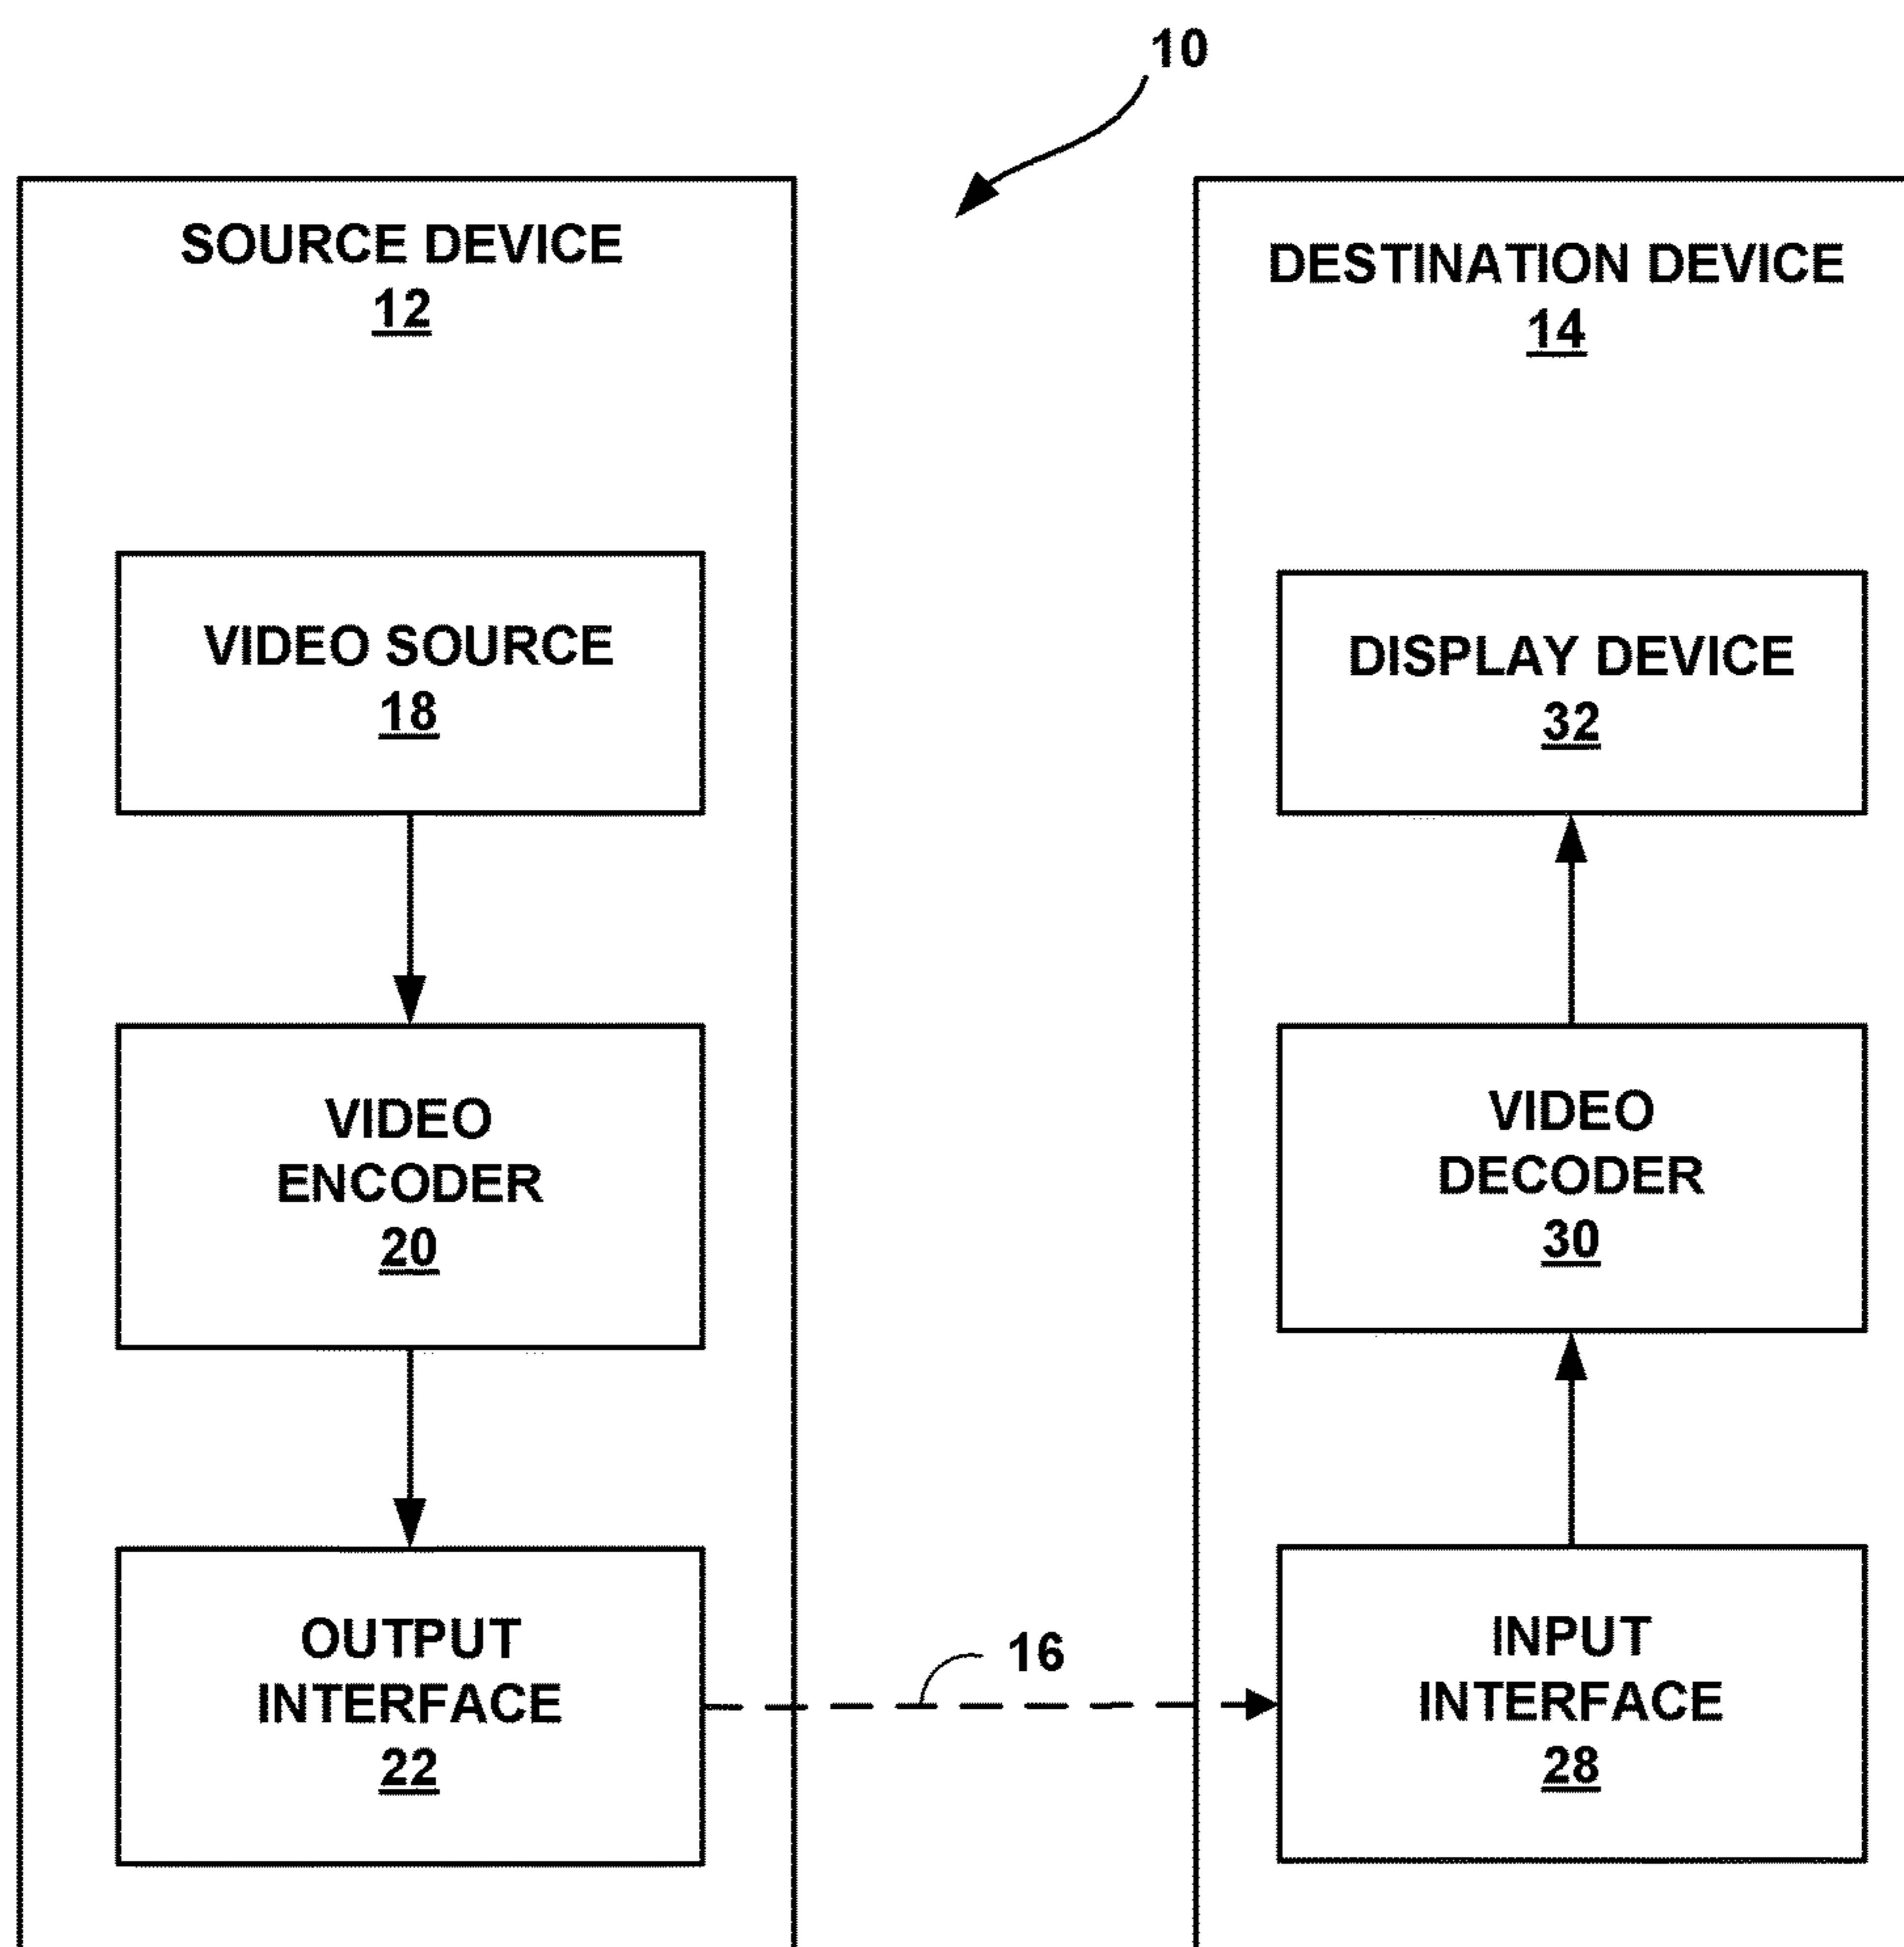 10
SOURCE DEVICE
12
VIDEO SOURCE
18
VIDEO
ENCODER
20
OUTPUT
INTERFACE
22
16
DESTINATION DEVICE
14
DISPLAY DEVICE
32
VIDEO
DECODER
30
INPUT
INTERFACE
28